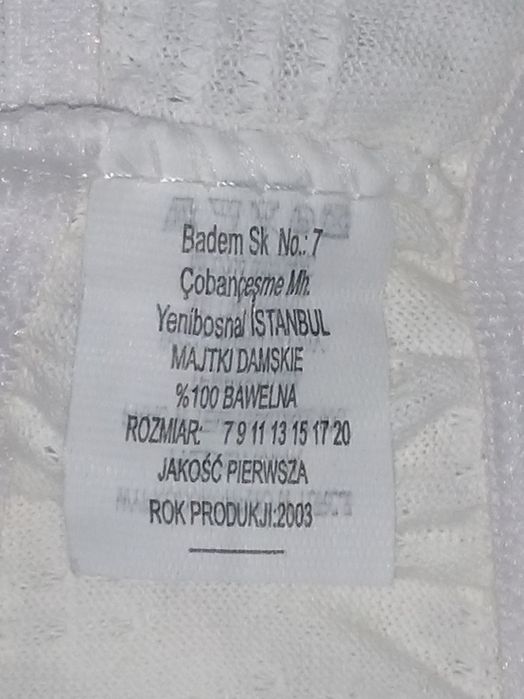 Badem Sk No.: 7
Çobançeşme Mh.
Yenibosna/ İSTANBUL
MAJTKI DAMSKIE
%100 BAWELNA
ROZMIAR: 7 9 11 13 15 17 20
JAKOŚĆ PIERWSZA
ROK PRODUKJI:2003